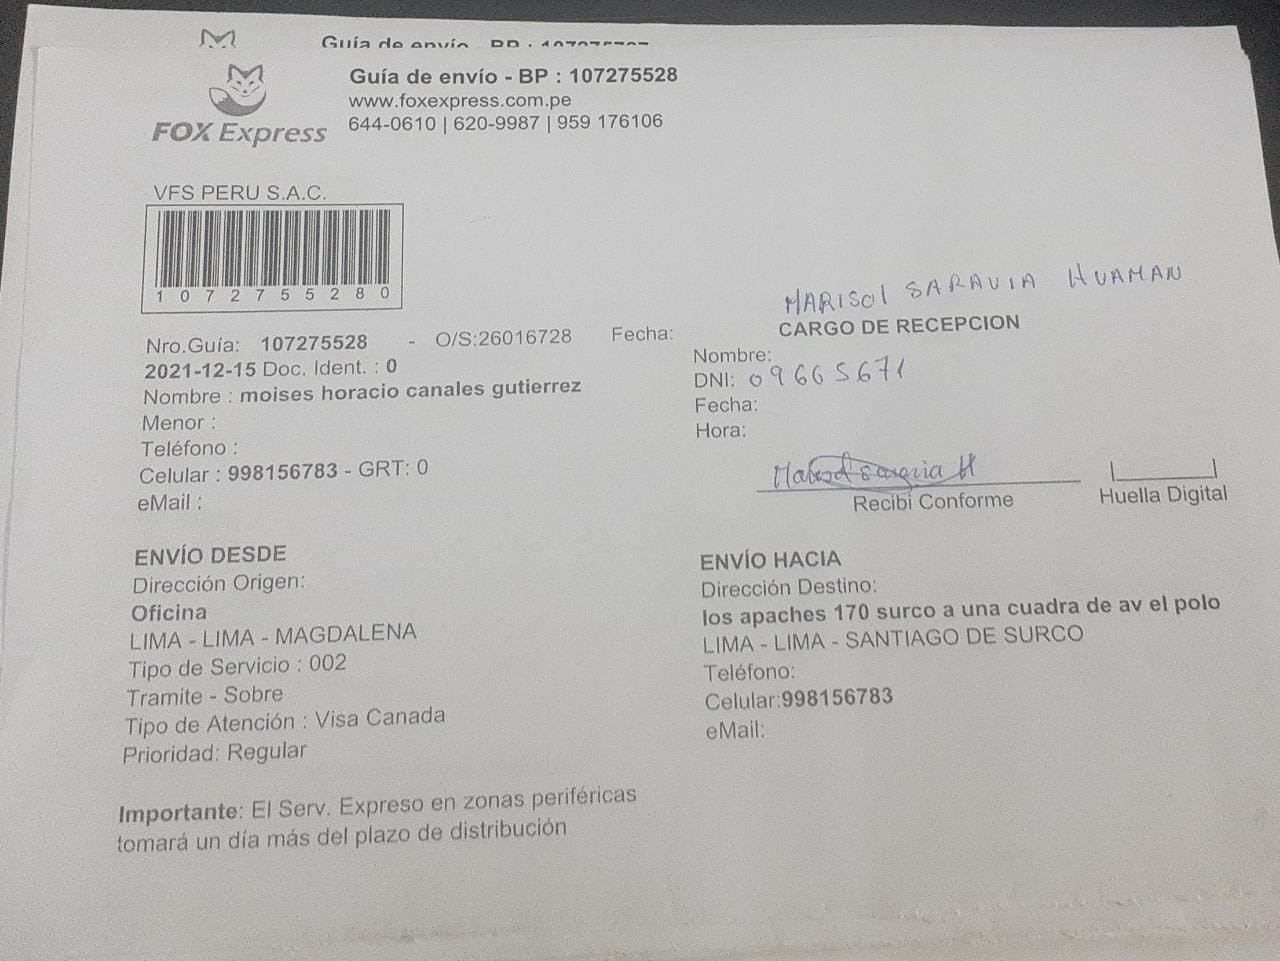 Guía de envío - BP : 107275528
www.foxexpress.com.pe
644-0610 | 620-9987 | 959 176106
FOX Express
VFS PERU S.A.C.
1 0 7 2 7 5 5 2 8 0
Nro.Guía: 107275528 - O/S:26016728 Fecha:
2021-12-15 Doc. Ident. : 0
Nombre : moises horacio canales gutierrez
Menor :
Teléfono :
Celular : 998156783 - GRT: 0
eMail :
MARISOL SARAVIA HUAMAN
CARGO DE RECEPCION
Nombre:
DNI: 09665671
Fecha:
Hora:
Recibí Conforme
Huella Digital
ENVÍO DESDE
Dirección Origen:
Oficina
LIMA - LIMA - MAGDALENA
Tipo de Servicio : 002
Tramite - Sobre
Tipo de Atención : Visa Canada
Prioridad: Regular
ENVÍO HACIA
Dirección Destino:
los apaches 170 surco a una cuadra de av el polo
LIMA - LIMA - SANTIAGO DE SURCO
Teléfono:
Celular:998156783
eMail:
Importante: El Serv. Expreso en zonas periféricas
tomará un día más del plazo de distribución